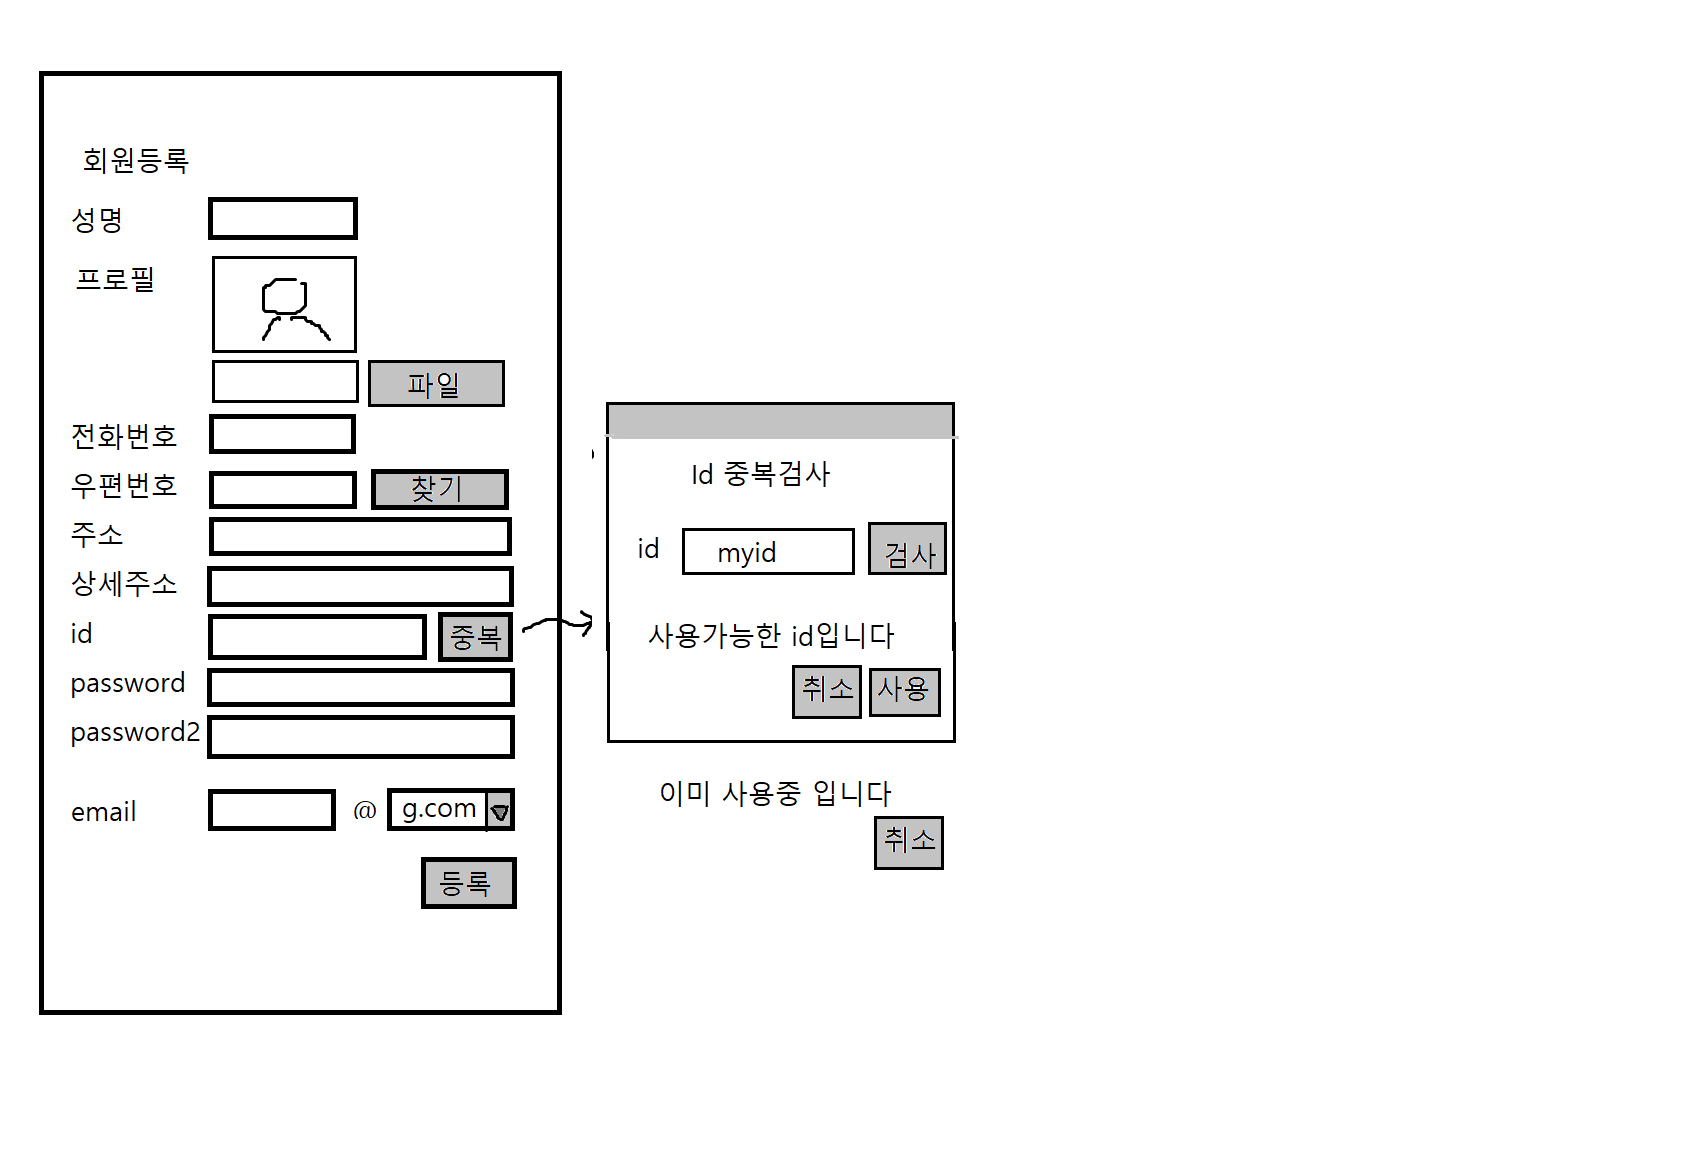 회원등록
성명
프로필
파일
전화번호
우편번호 찾기
주소
상세주소
id 중복
password
password2
email @ g.com
등록
Id 중복검사
id myid 검사
사용가능한 id입니다
취소 사용
이미 사용중 입니다
취소